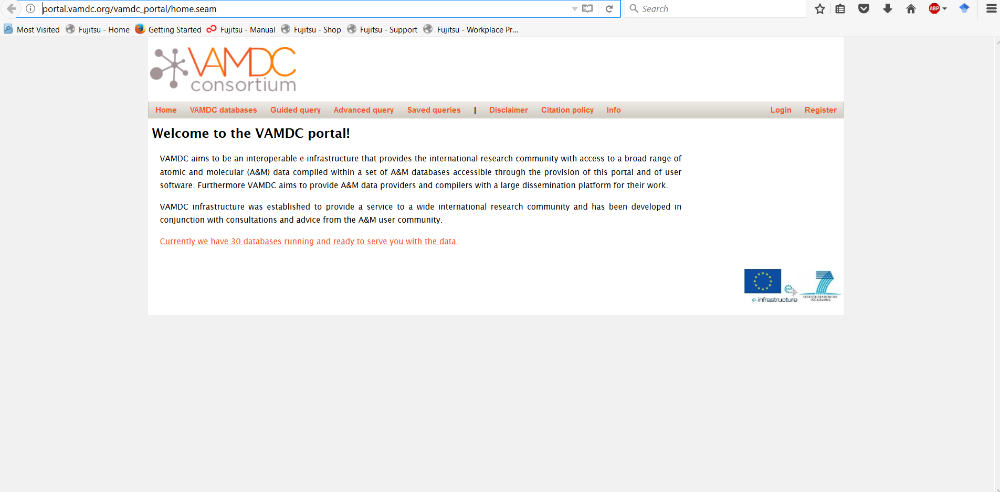 portal.vamdc.org/vamdc_portal/home.seam
Search
ABP
Most Visited
Fujitsu - Home
Getting Started
Fujitsu - Manual
Fujitsu - Shop
Fujitsu - Support
Fujitsu - Workplace Pr...
VAMDC
consortium
Home
VAMDC databases
Guided query
Advanced query
Saved queries
|
Disclaimer
Citation policy
Info
Login
Register
Welcome to the VAMDC portal!
VAMDC aims to be an interoperable e-infrastructure that provides the international research community with access to a broad range of
atomic and molecular (A&M) data compiled within a set of A&M databases accessible through the provision of this portal and of user
software. Furthermore VAMDC aims to provide A&M data providers and compilers with a large dissemination platform for their work.
VAMDC infrastructure was established to provide a service to a wide international research community and has been developed in
conjunction with consultations and advice from the A&M user community.
Currently we have 30 databases running and ready to serve you with the data.
e-infrastructure
SEVENTH FRAMEWORK
PROGRAMME